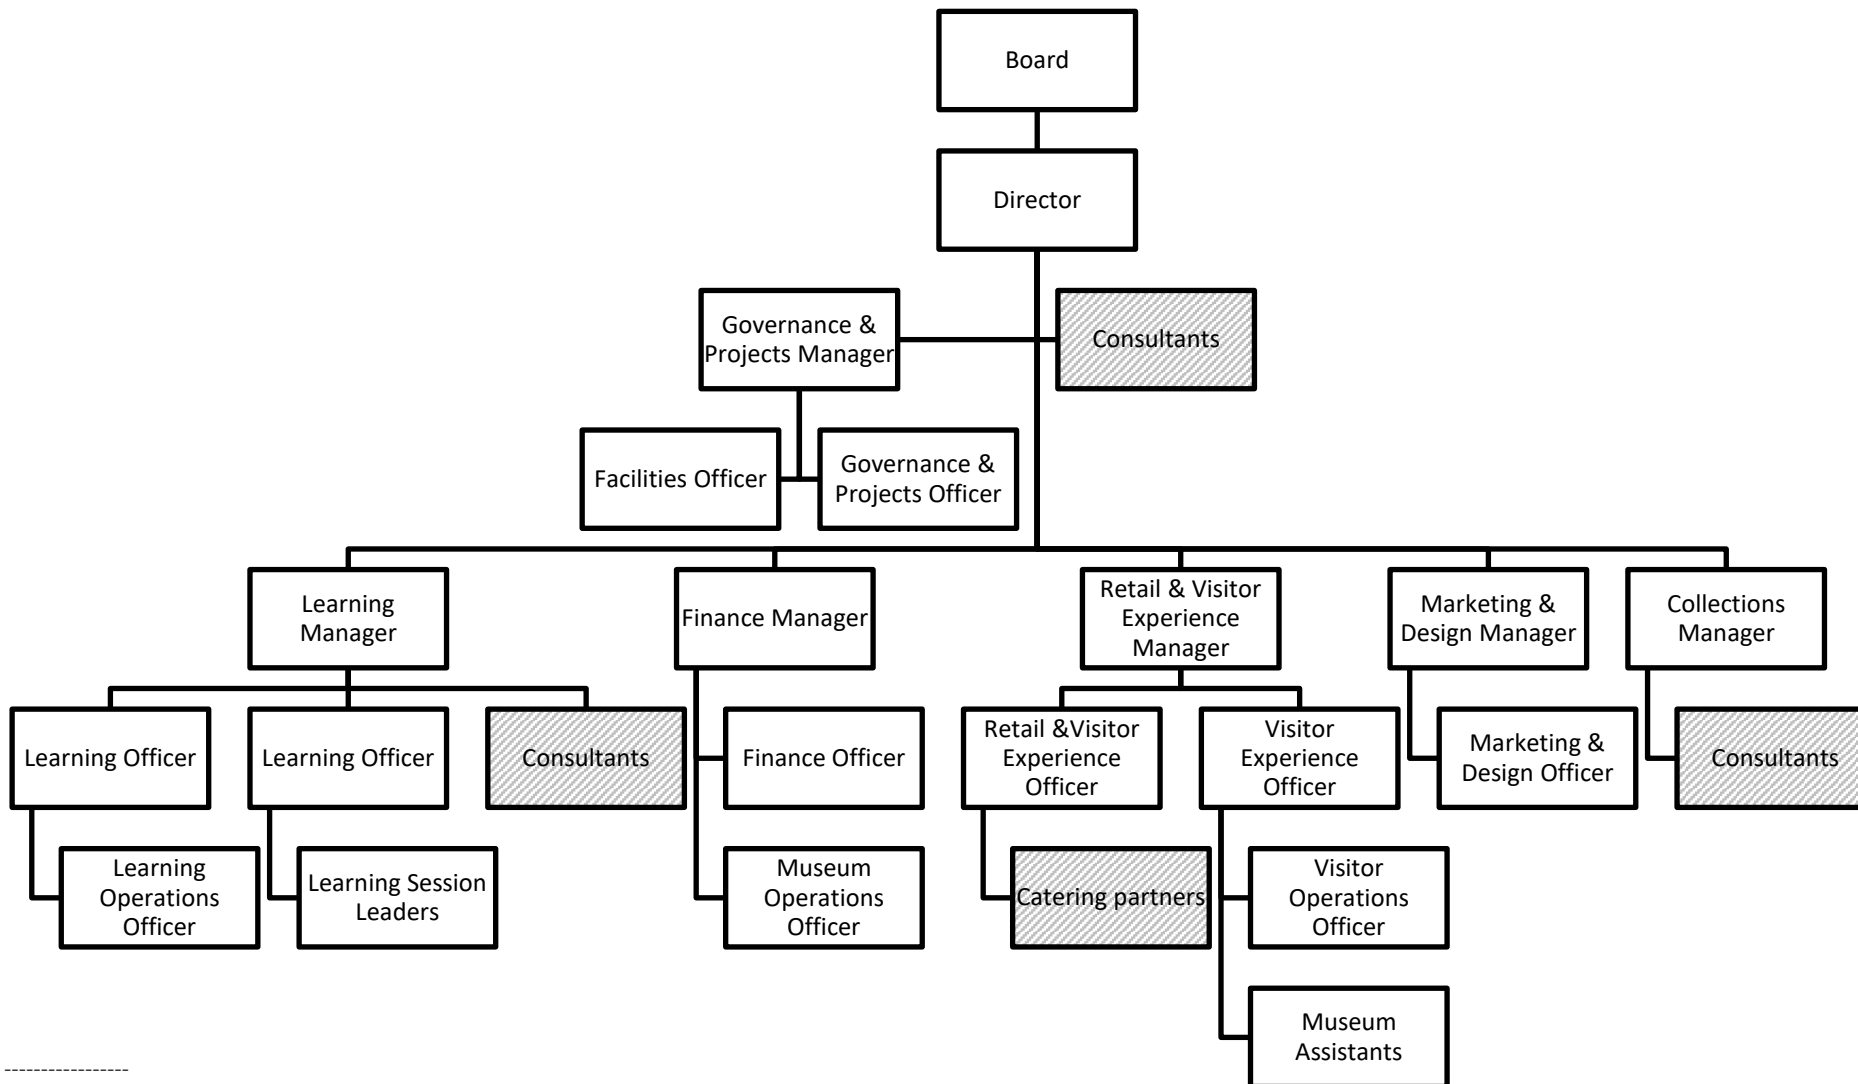 Board
Director
Governance &
Projects Manager
Consultants
Facilities Officer
Governance &
Projects Officer
Learning
Manager
Finance Manager
Retail & Visitor
Experience
Manager
Marketing &
Design Manager
Collections
Manager
Learning Officer
Learning Officer
Consultants
Finance Officer
Retail &Visitor
Experience
Officer
Visitor
Experience
Officer
Marketing &
Design Officer
Consultants
Learning
Operations
Officer
Learning Session
Leaders
Museum
Operations
Officer
Catering partners
Visitor
Operations
Officer
Museum
Assistants
-----------------